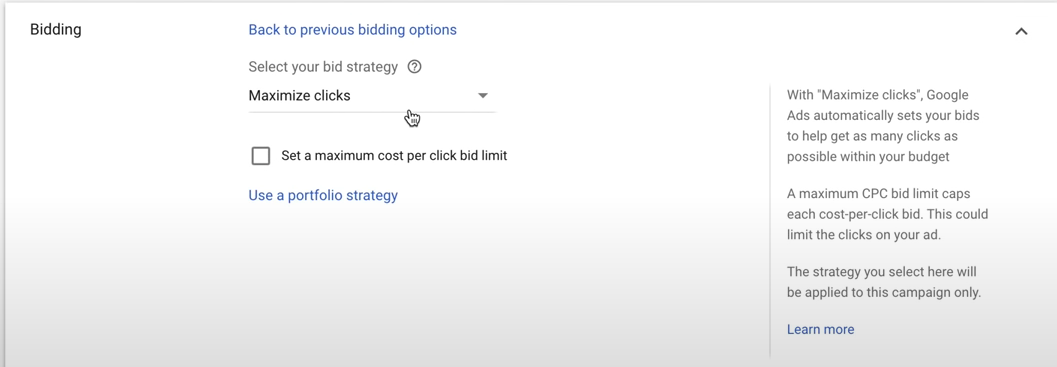 Bidding
Back to previous bidding options
Select your bid strategy
Maximize clicks
Set a maximum cost per click bid limit
Use a portfolio strategy
With "Maximize clicks", Google
Ads automatically sets your bids
to help get as many clicks as
possible within your budget
A maximum CPC bid limit caps
each cost-per-click bid. This could
limit the clicks on your ad.
The strategy you select here will
be applied to this campaign only.
Learn more